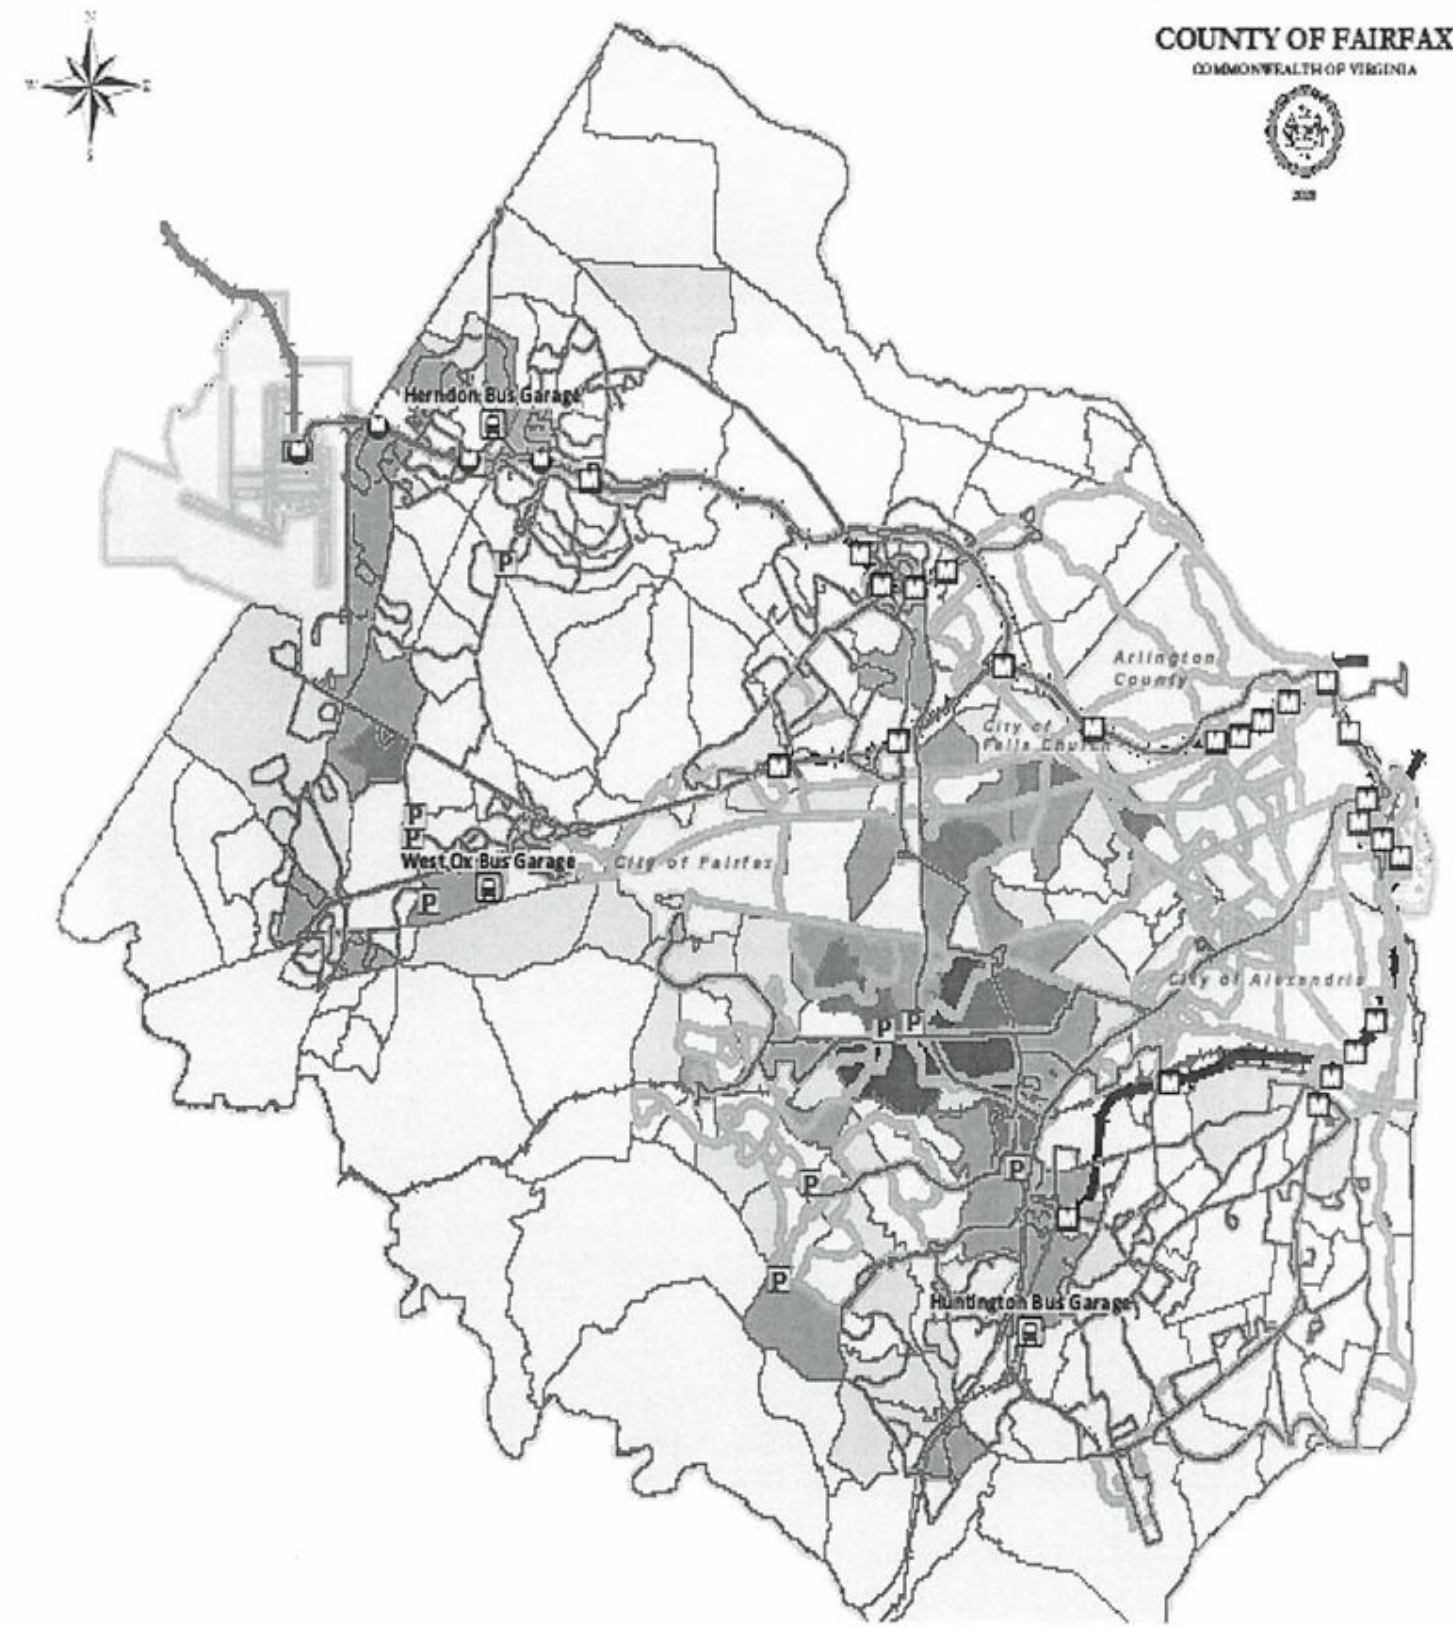 N
COUNTY OF FAIRFAX
COMMONWEALTH OF VIRGINIA
W E
S
Herndon Bus Garage
P
Arlington
County
City of
Falls Church
P
P
West Ox Bus Garage
City of Fairfax
P
City of Alexandria
P P
P
P
P
Huntington Bus Garage